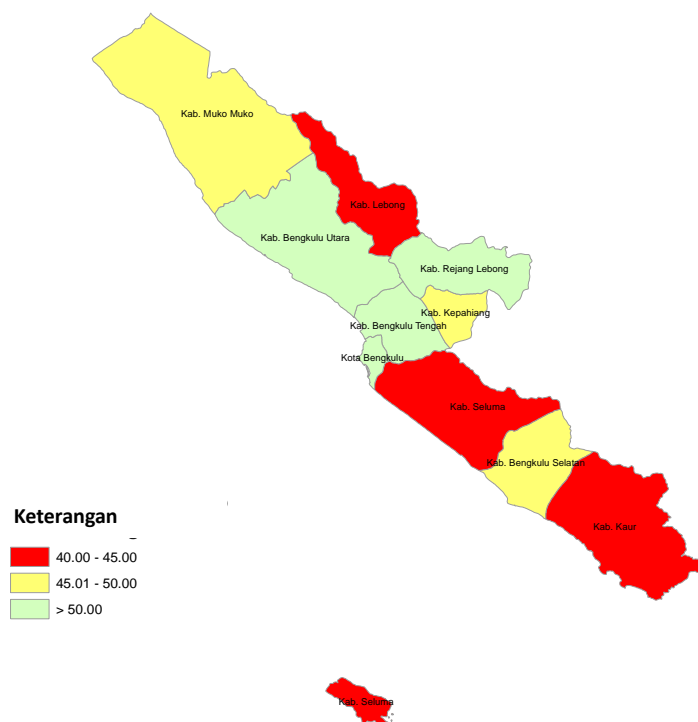 Kab. Muko Muko
Kab. Lebong
Kab. Bengkulu Utara
Kab. Rejang Lebong
Kab. Kepahiang
Kab. Bengkulu Tengah
Kota Bengkulu
Kab. Seluma
Kab. Bengkulu Selatan
Kab. Kaur
Keterangan
40.00 - 45.00
45.01 - 50.00
> 50.00
Kab. Seluma